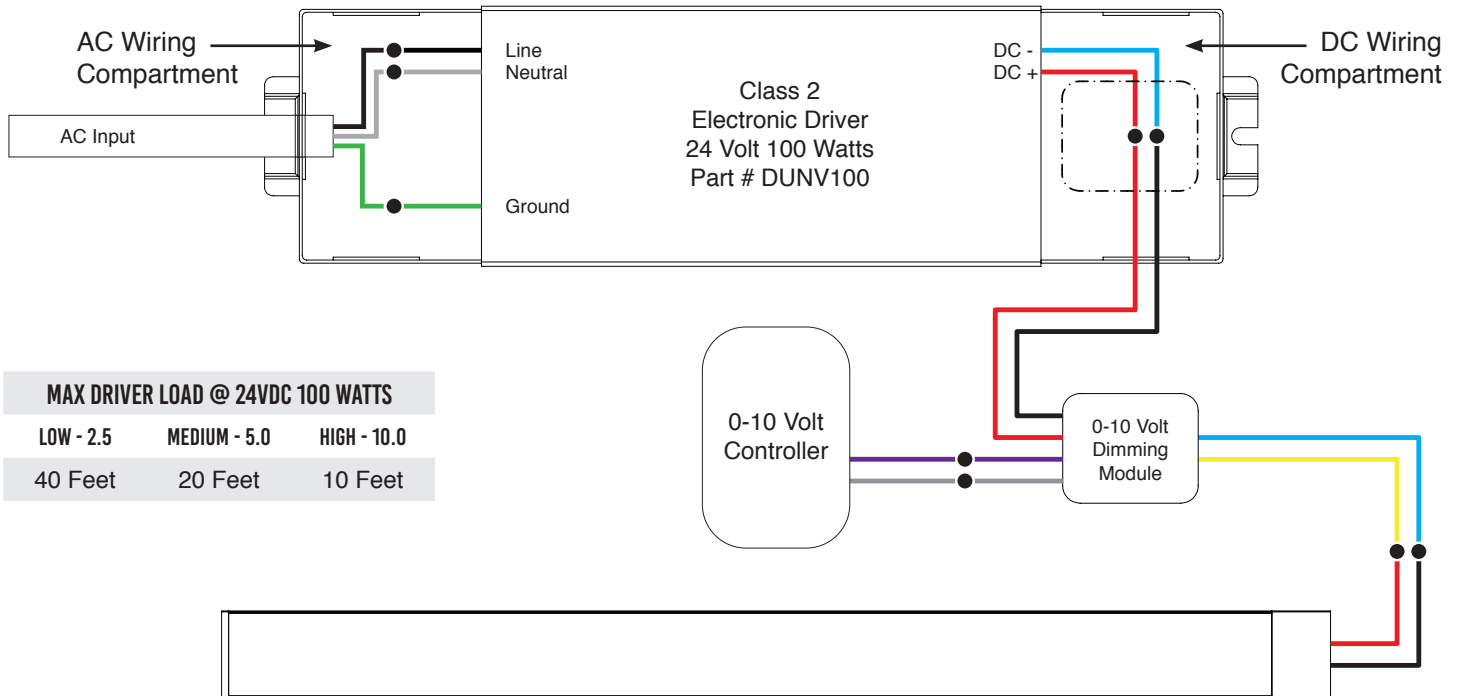 AC Wiring
Compartment
AC Input
Line
Neutral
Ground
Class 2
Electronic Driver
24 Volt 100 Watts
Part # DUNV100
DC -
DC +
DC Wiring
Compartment
MAX DRIVER LOAD @ 24VDC 100 WATTS
LOW - 2.5 MEDIUM - 5.0 HIGH - 10.0
40 Feet 20 Feet 10 Feet
0-10 Volt
Controller
0-10 Volt
Dimming
Module